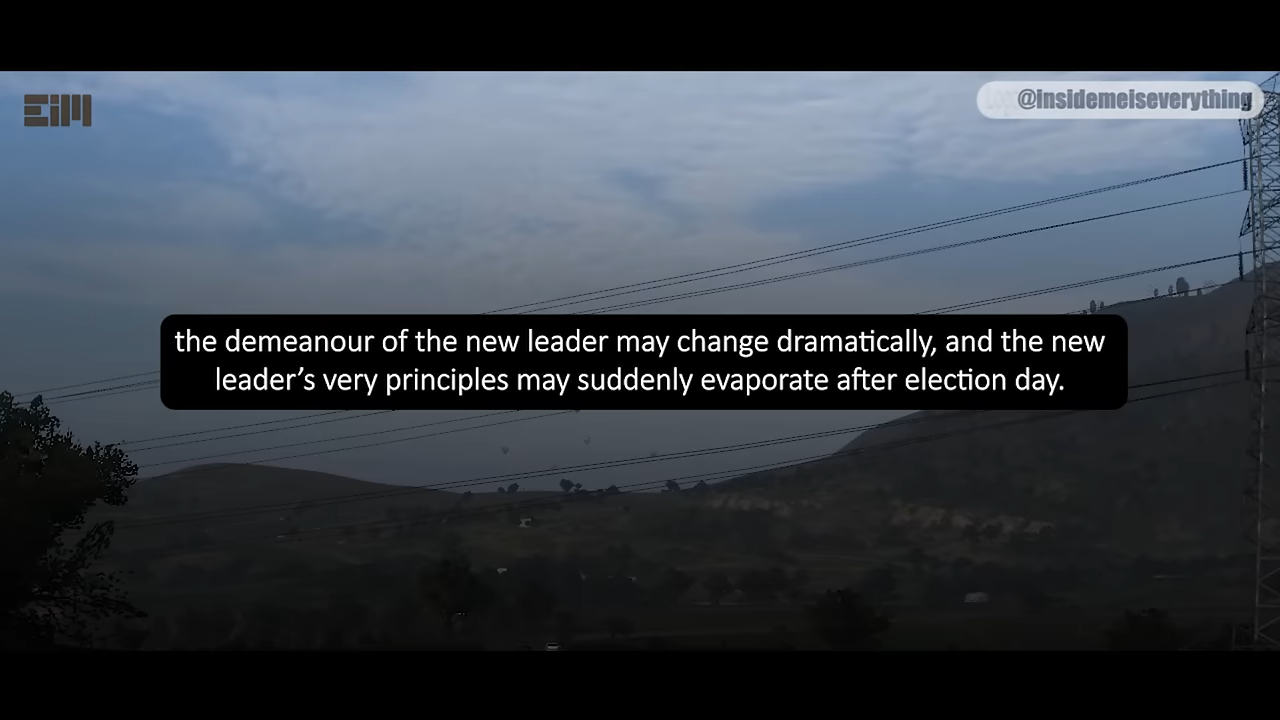 EiM
@insidemeiseverything
the demeanour of the new leader may change dramatically, and the new
leader's very principles may suddenly evaporate after election day.